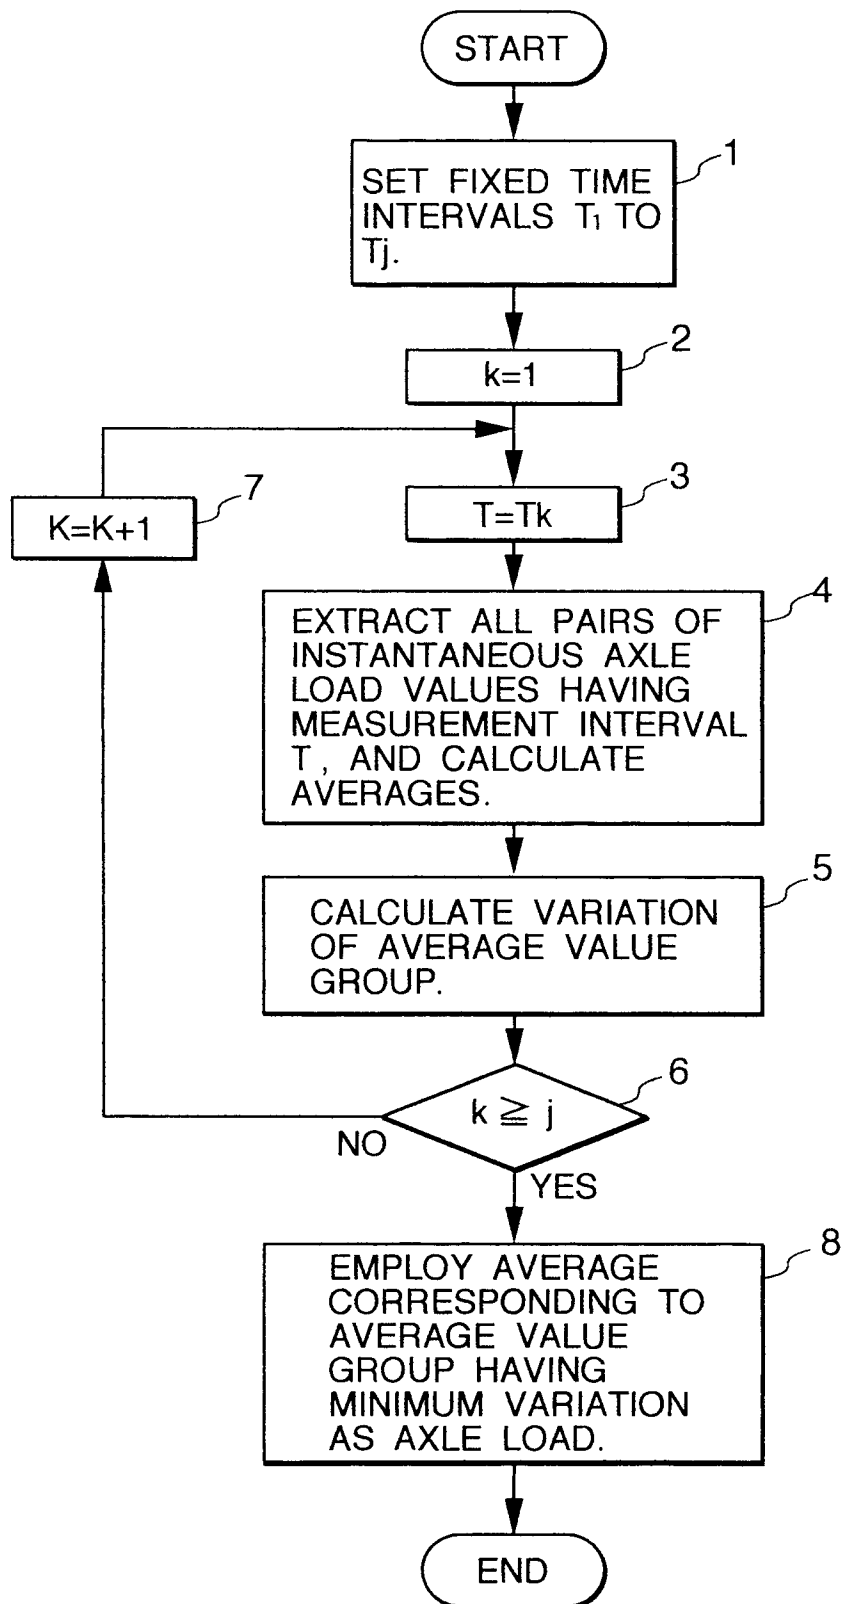 START
1
SET FIXED TIME
INTERVALS T₁ TO
Tj.
2
k=1
7
K=K+1
3
T=Tk
4
EXTRACT ALL PAIRS OF
INSTANTANEOUS AXLE
LOAD VALUES HAVING
MEASUREMENT INTERVAL
T , AND CALCULATE
AVERAGES.
5
CALCULATE VARIATION
OF AVERAGE VALUE
GROUP.
6
k ≧ j
NO
YES
8
EMPLOY AVERAGE
CORRESPONDING TO
AVERAGE VALUE
GROUP HAVING
MINIMUM VARIATION
AS AXLE LOAD.
END